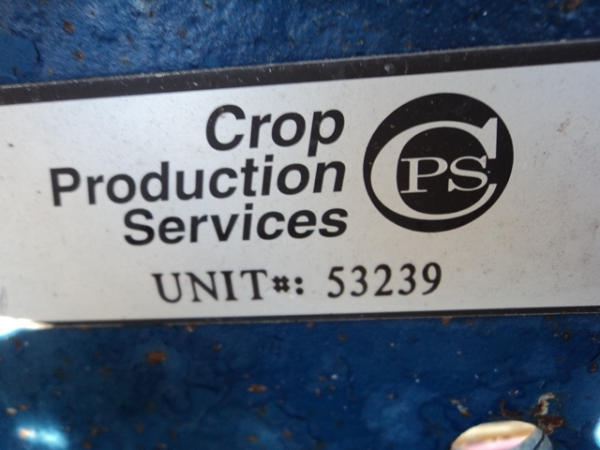 Crop
Production
Services
CPS
UNIT#: 53239